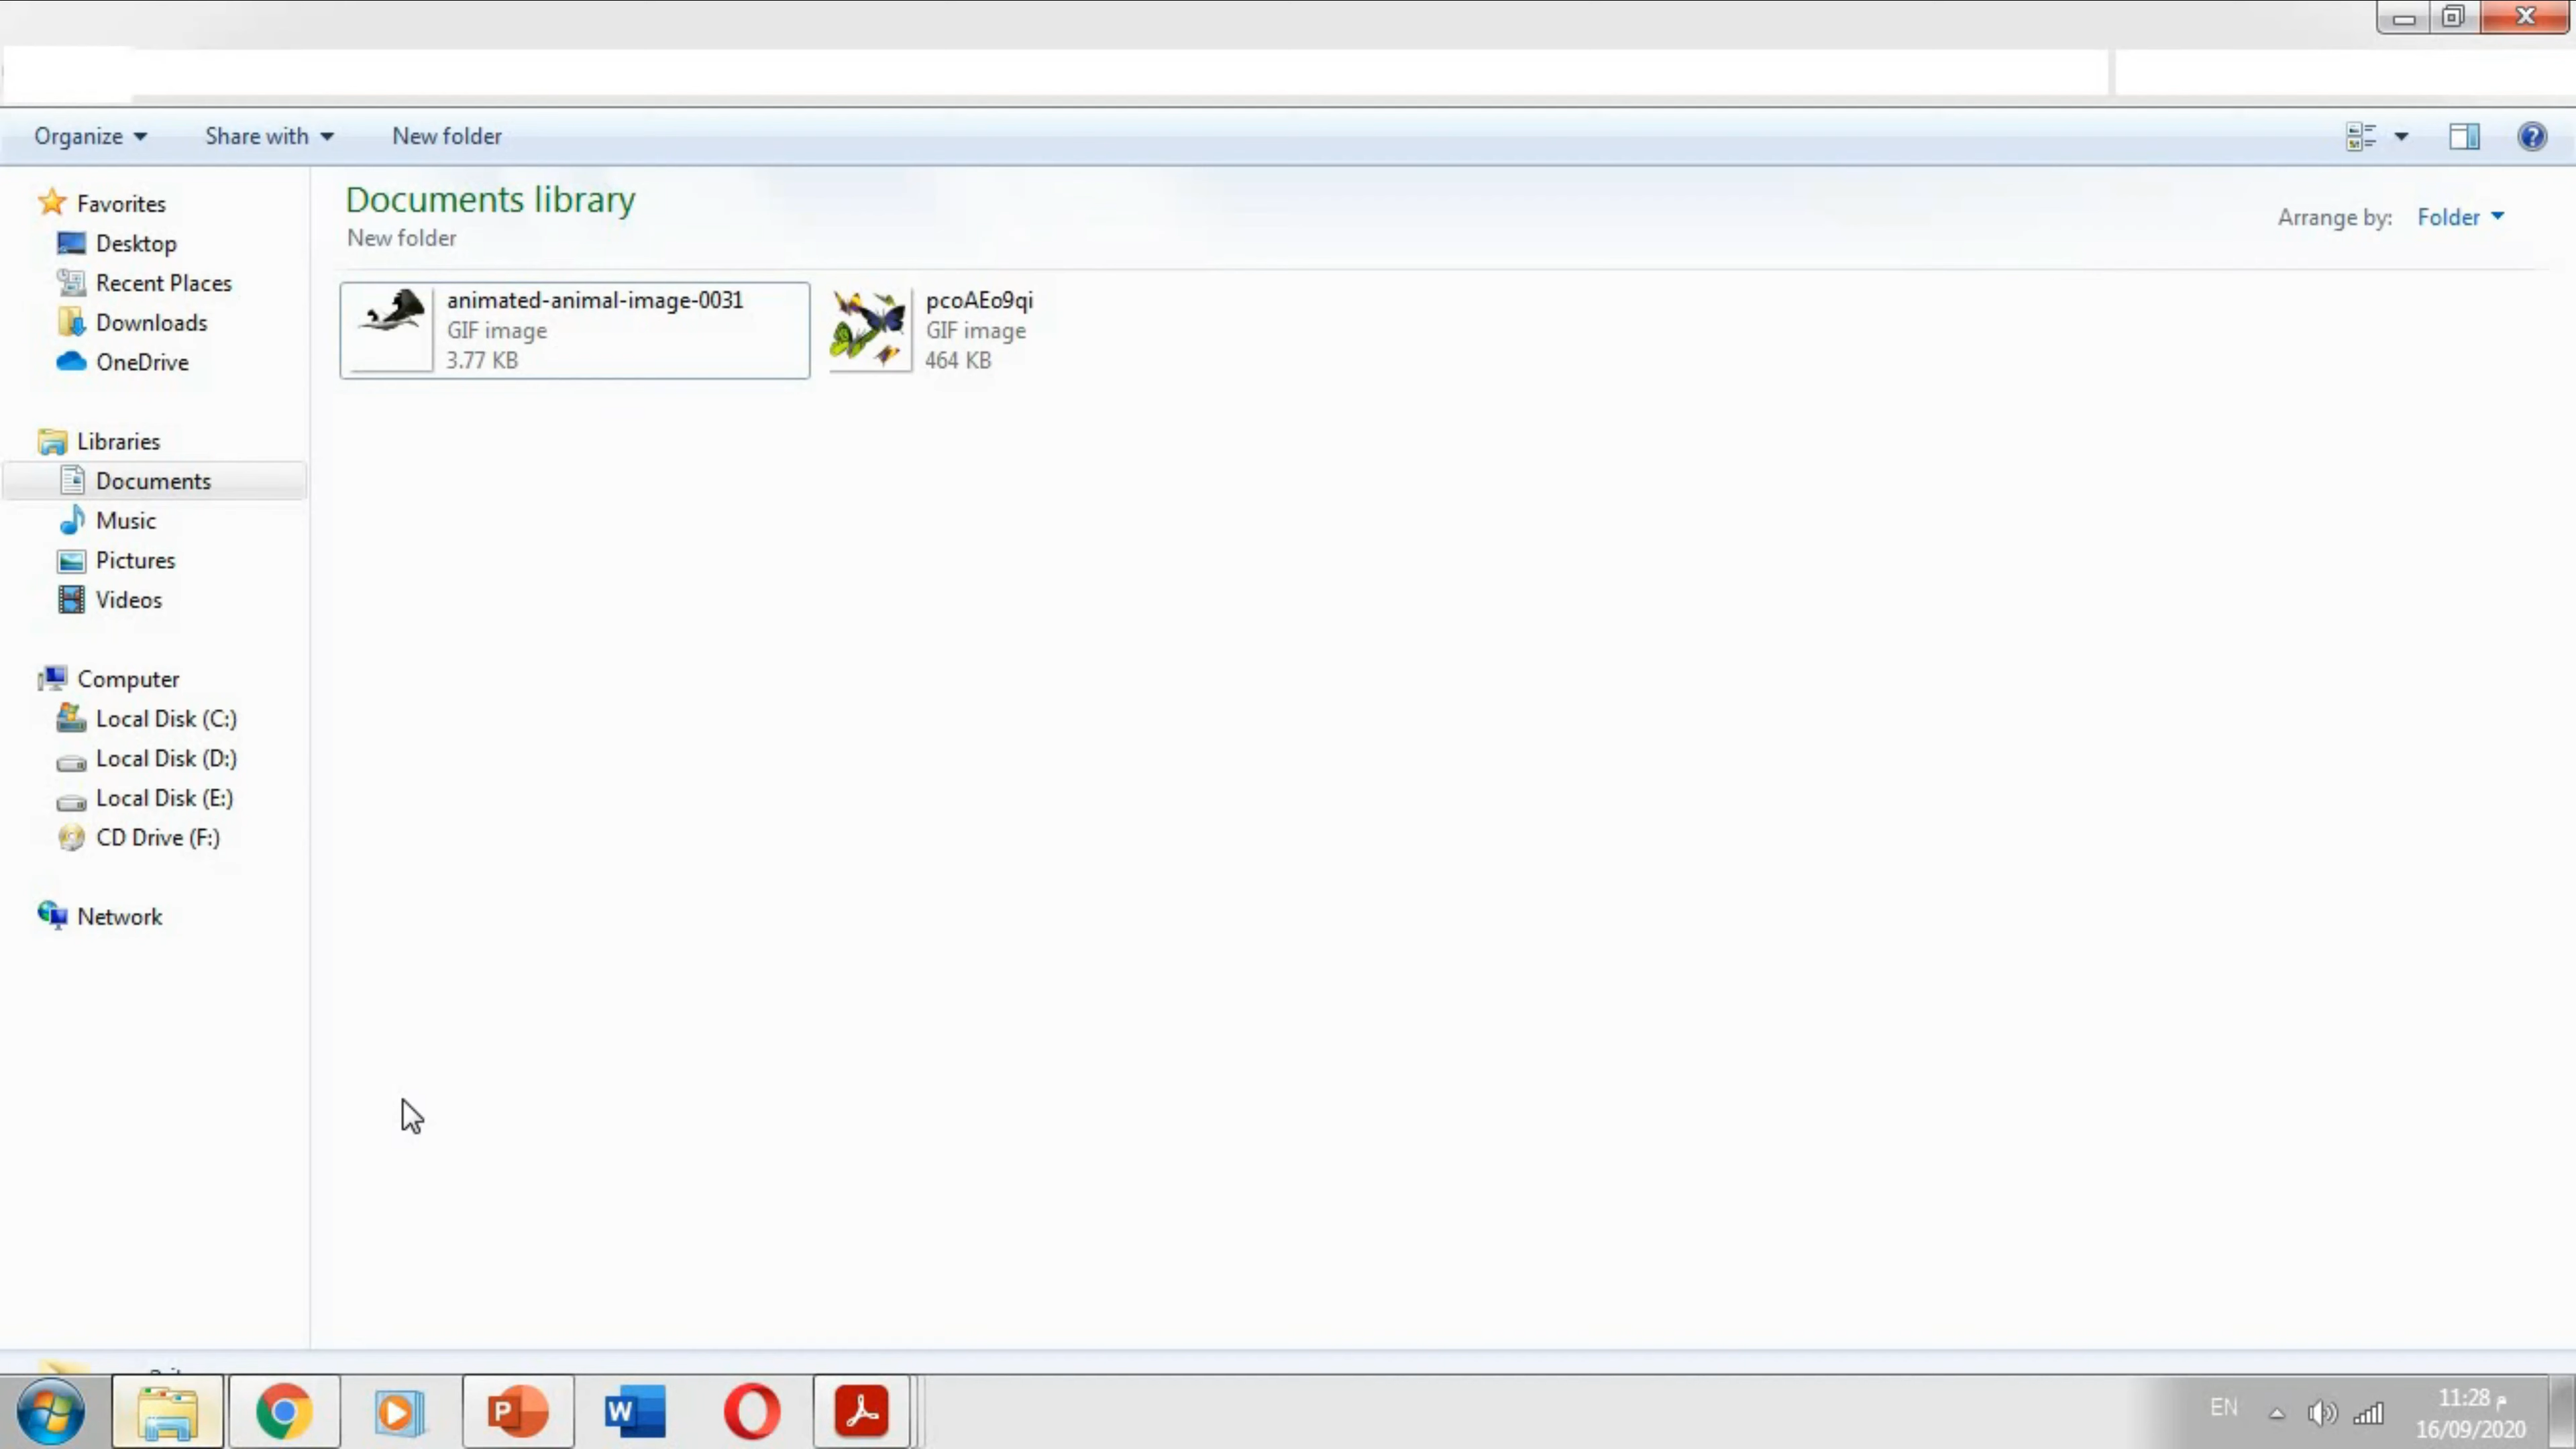 Organize
Share with
New folder
Favorites
Desktop
Recent Places
Downloads
OneDrive
Libraries
Documents
Music
Pictures
Videos
Computer
Local Disk (C:)
Local Disk (D:)
Local Disk (E:)
CD Drive (F:)
Network
Documents library
New folder
Arrange by: Folder
animated-animal-image-0031
GIF image
3.77 KB
pcoAEo9qi
GIF image
464 KB
EN
11:28 م
16/09/2020